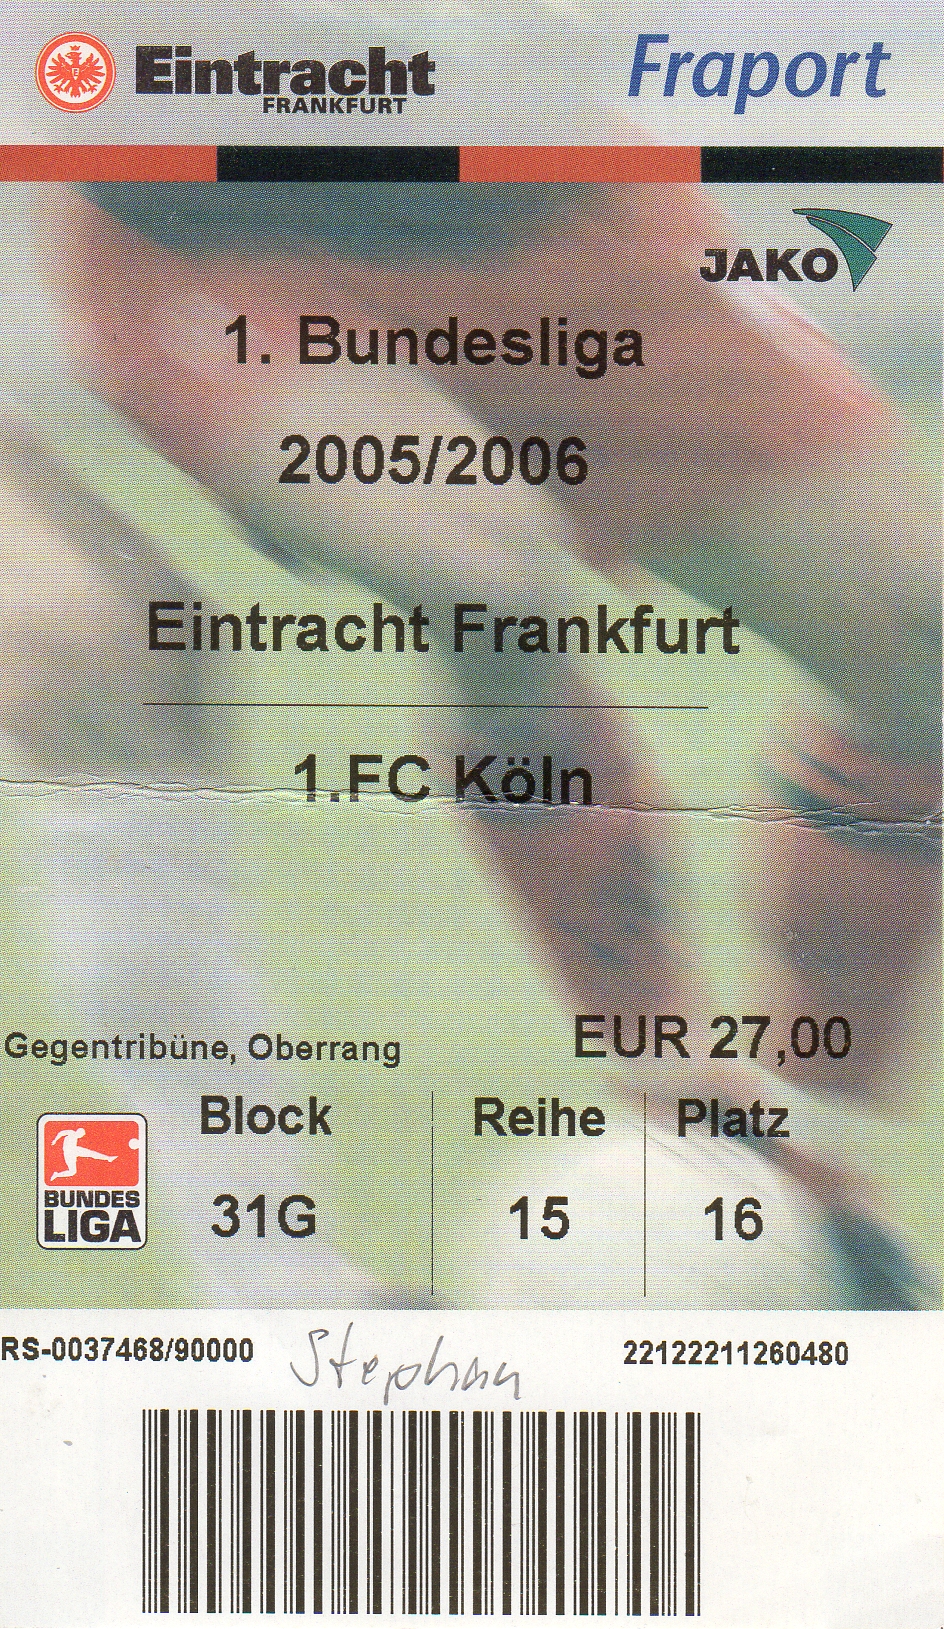 Eintracht
FRANKFURT
Fraport
JAKO
1. Bundesliga
2005/2006
Eintracht Frankfurt
1.FC Köln
Gegentribüne, Oberrang
EUR 27,00
Block Reihe Platz
31G 15 16
BUNDES
LIGA
RS-0037468/90000
Stephan
22122211260480